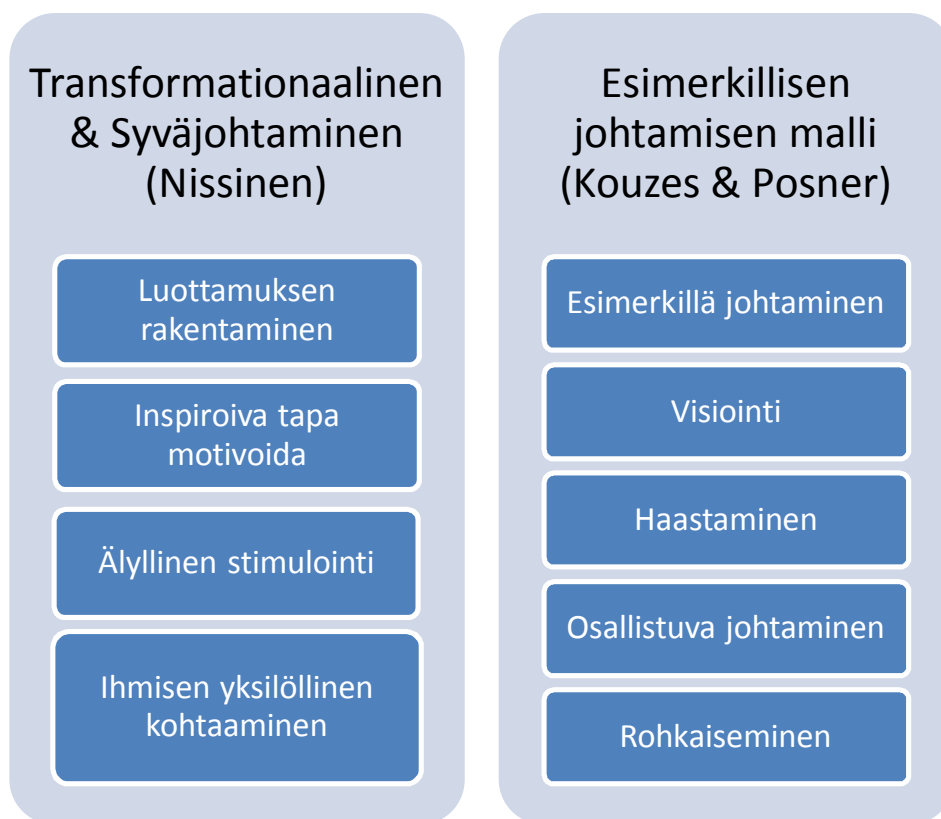 Transformationaalinen
& Syväjohtaminen
(Nissinen)
Luottamuksen
rakentaminen
Inspiroiva tapa
motivoida
Älyllinen stimulointi
Ihmisen yksilöllinen
kohtaaminen
Esimerkillisen
johtamisen malli
(Kouzes & Posner)
Esimerkillä johtaminen
Visiointi
Haastaminen
Osallistuva johtaminen
Rohkaiseminen